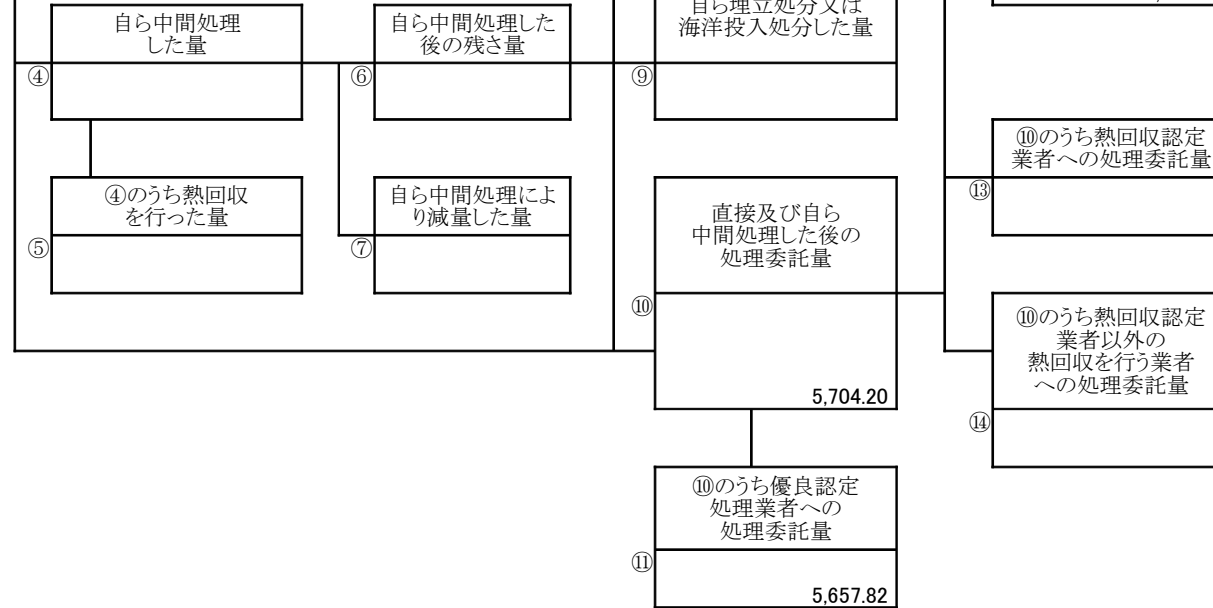 自ら中間処理
した量
④
自ら中間処理した
後の残さ量
⑥
自ら埋立処分又は
海洋投入処分した量
⑨
④のうち熱回収
を行った量
⑤
自ら中間処理によ
り減量した量
⑦
直接及び自ら
中間処理した後の
処理委託量
⑩
5,704.20
⑩のうち優良認定
処理業者への
処理委託量
⑪
5,657.82
⑩のうち熱回収認定
業者への処理委託量
⑬
⑩のうち熱回収認定
業者以外の
熱回収を行う業者
への処理委託量
⑭